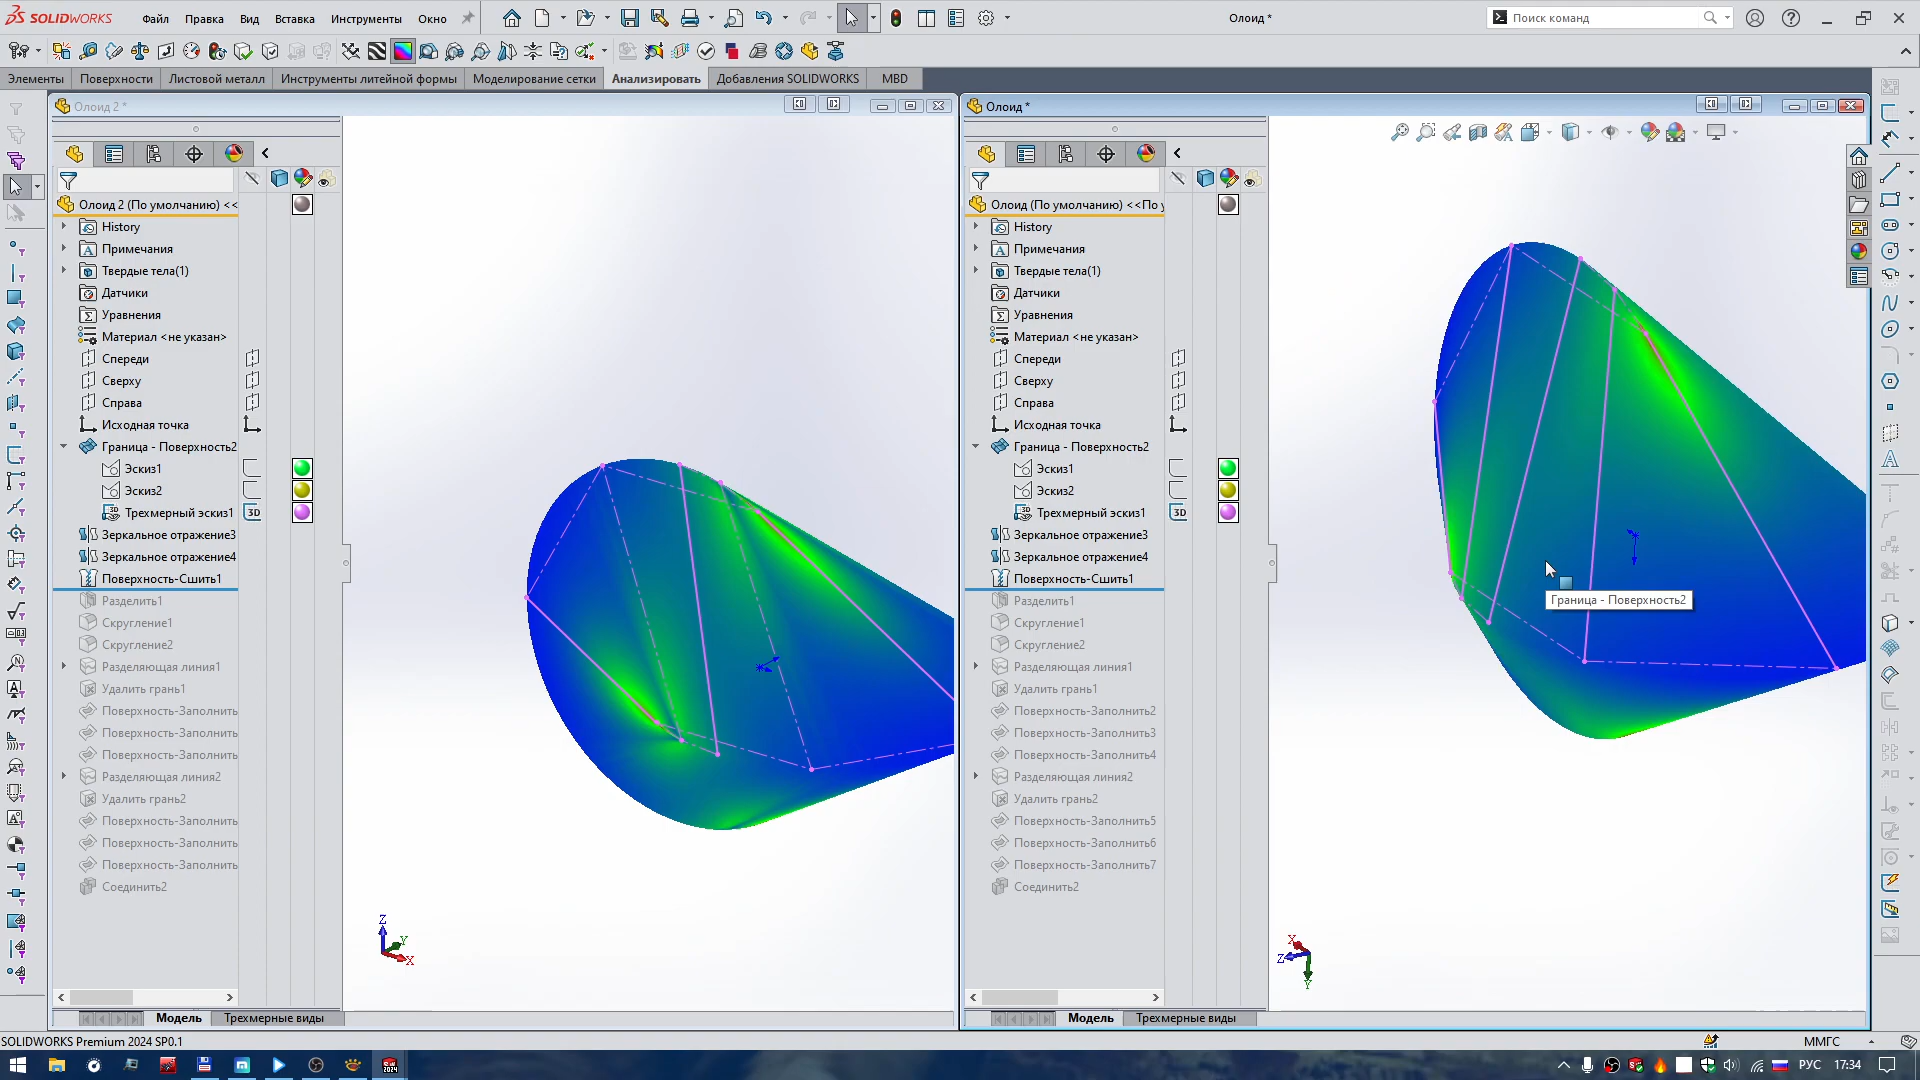 SOLIDWORKS
Файл Правка Вид Вставка Инструменты Окно
Олоид *
Поиск команд
Элементы Поверхности Листовой металл Инструменты литейной формы Моделирование сетки Анализировать Добавления SOLIDWORKS MBD
Олоид 2 *
Олоид 2 (По умолчанию) <<
History
Примечания
Твердые тела(1)
Датчики
Уравнения
Материал <не указан>
Спереди
Сверху
Справа
Исходная точка
Граница - Поверхность2
Эскиз1
Эскиз2
Трехмерный эскиз1
3D
Зеркальное отражение3
Зеркальное отражение4
Поверхность-Сшить1
Разделить1
Скругление1
Скругление2
Разделяющая линия1
Удалить грань1
Поверхность-Заполнить
Поверхность-Заполнить
Поверхность-Заполнить
Разделяющая линия2
Удалить грань2
Поверхность-Заполнить
Поверхность-Заполнить
Поверхность-Заполнить
Соединить2
Z
Y
X
Модель Трехмерные виды
Олоид *
Олоид (По умолчанию) <<По у
History
Примечания
Твердые тела(1)
Датчики
Уравнения
Материал <не указан>
Спереди
Сверху
Справа
Исходная точка
Граница - Поверхность2
Эскиз1
Эскиз2
Трехмерный эскиз1
3D
Зеркальное отражение3
Зеркальное отражение4
Поверхность-Сшить1
Разделить1
Скругление1
Скругление2
Разделяющая линия1
Удалить грань1
Поверхность-Заполнить2
Поверхность-Заполнить3
Поверхность-Заполнить4
Разделяющая линия2
Удалить грань2
Поверхность-Заполнить5
Поверхность-Заполнить6
Поверхность-Заполнить7
Соединить2
Граница - Поверхность2
X
Z
Y
Модель Трехмерные виды
SOLIDWORKS Premium 2024 SP0.1
ММГС
РУС 17:34